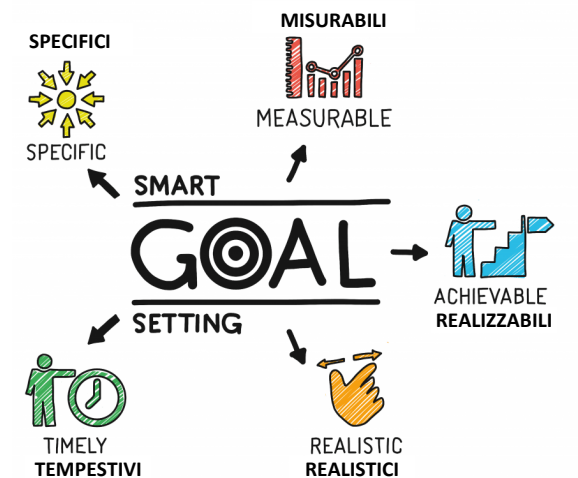 SPECIFICI
SPECIFIC
MISURABILI
MEASURABLE
SMART
GOAL
SETTING
ACHIEVABLE
REALIZZABILI
TIMELY
TEMPESTIVI
REALISTIC
REALISTICI